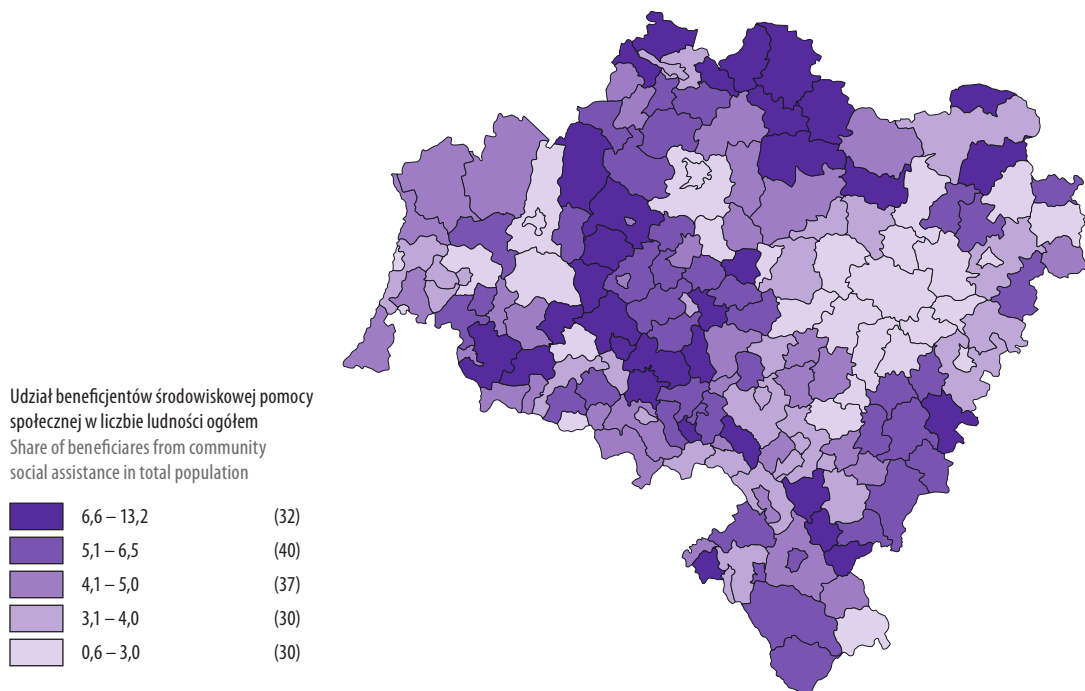 Udział beneficjentów środowiskowej pomocy
społecznej w liczbie ludności ogółem
Share of beneficiares from community
social assistance in total population
6,6 – 13,2 (32)
5,1 – 6,5 (40)
4,1 – 5,0 (37)
3,1 – 4,0 (30)
0,6 – 3,0 (30)